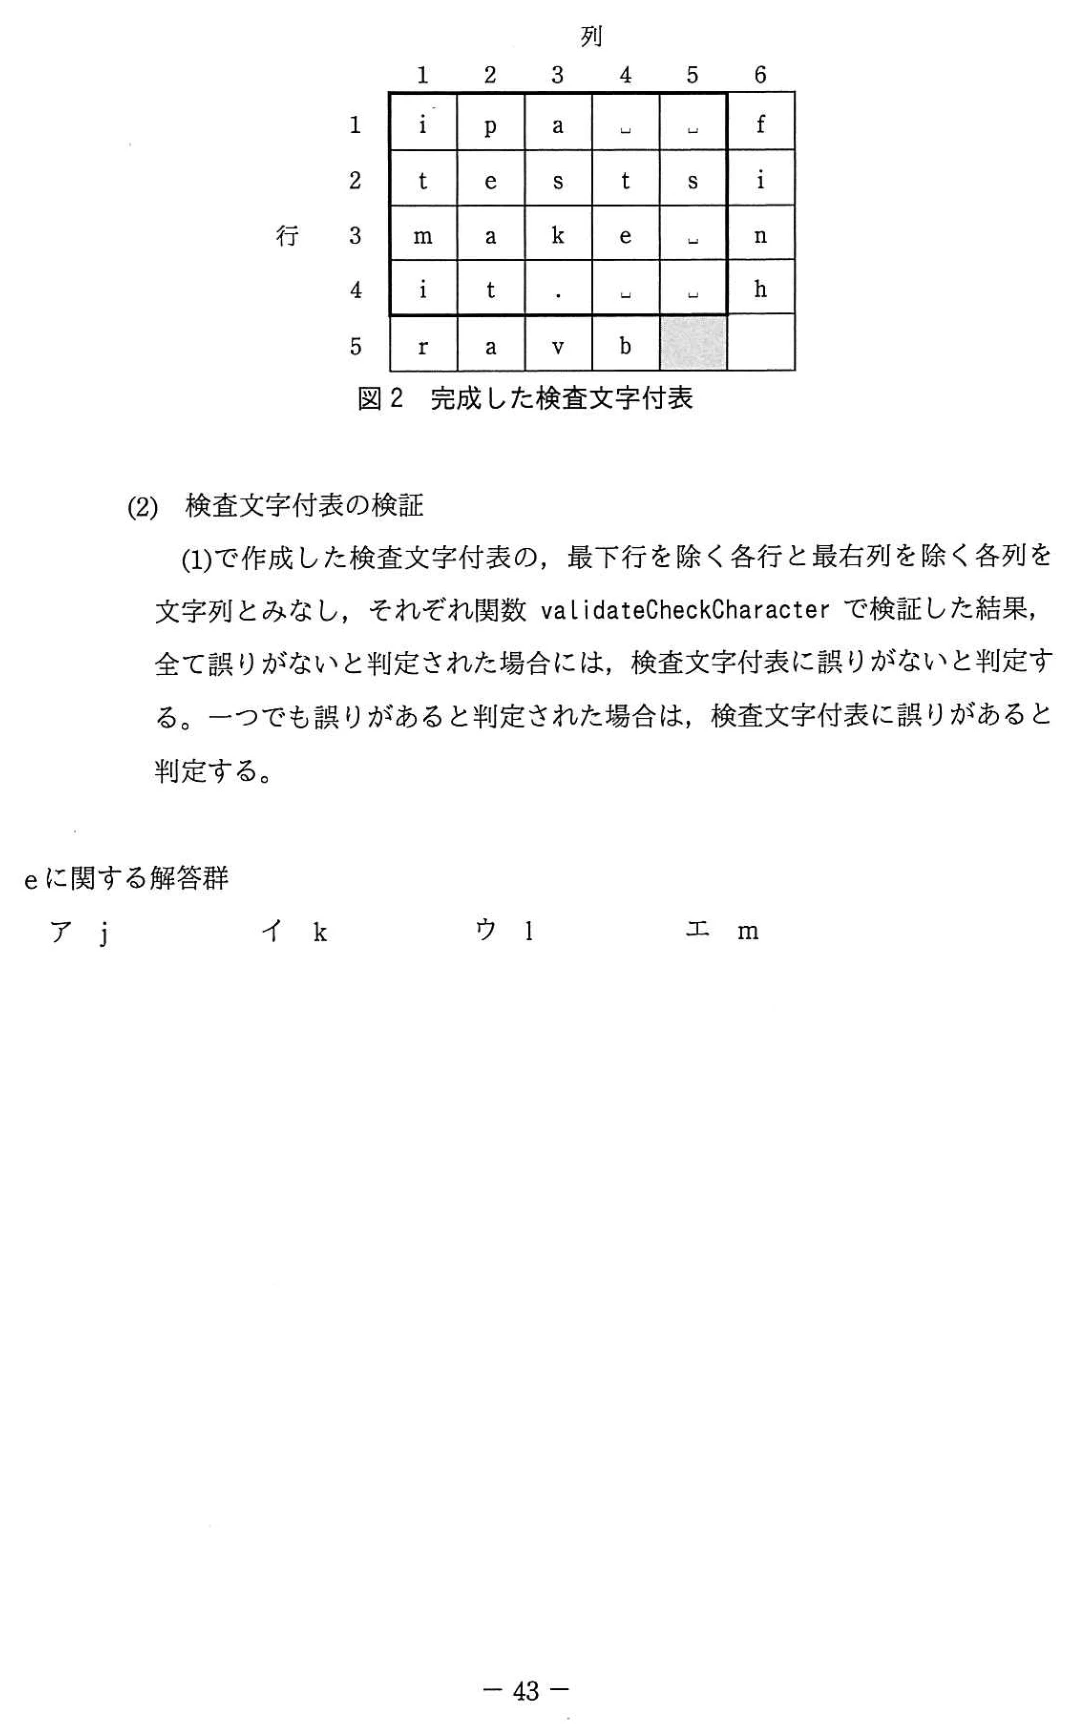 列
1 2 3 4 5 6
1 i p a ␣ ␣ f
2 t e s t s i
行 3 m a k e ␣ n
4 i t . ␣ ␣ h
5 r a v b
図2 完成した検査文字付表
(2) 検査文字付表の検証
(1)で作成した検査文字付表の，最下行を除く各行と最右列を除く各列を
文字列とみなし，それぞれ関数 validateCheckCharacter で検証した結果，
全て誤りがないと判定された場合には，検査文字付表に誤りがないと判定す
る。一つでも誤りがあると判定された場合は，検査文字付表に誤りがあると
判定する。
eに関する解答群
ア j イ k ウ l エ m
− 43 −